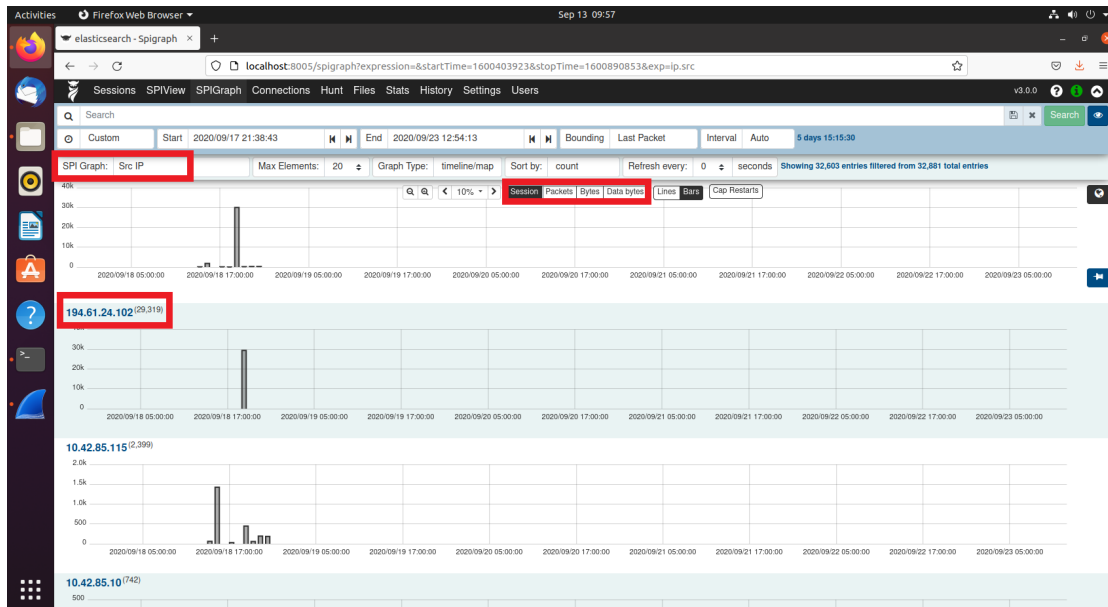 Activities Firefox Web Browser Sep 13 09:57
elasticsearch - Spigraph × +
localhost:8005/spigraph?expression=&startTime=1600403923&stopTime=1600890853&exp=ip.src
Sessions SPIView SPIGraph Connections Hunt Files Stats History Settings Users v3.0.0
Search Search
Custom Start 2020/09/17 21:38:43 End 2020/09/23 12:54:13 Bounding Last Packet Interval Auto 5 days 15:15:30
SPI Graph: Src IP Max Elements: 20 Graph Type: timeline/map Sort by: count Refresh every: 0 seconds Showing 32,603 entries filtered from 32,881 total entries
40k 10% Session Packets Bytes Data bytes Lines Bars Cap Restarts
30k
20k
10k
0
2020/09/18 05:00:00 2020/09/18 17:00:00 2020/09/19 05:00:00 2020/09/19 17:00:00 2020/09/20 05:00:00 2020/09/20 17:00:00 2020/09/21 05:00:00 2020/09/21 17:00:00 2020/09/22 05:00:00 2020/09/22 17:00:00 2020/09/23 05:00:00
194.61.24.102 (29,319)
30k
20k
10k
0
2020/09/18 05:00:00 2020/09/18 17:00:00 2020/09/19 05:00:00 2020/09/19 17:00:00 2020/09/20 05:00:00 2020/09/20 17:00:00 2020/09/21 05:00:00 2020/09/21 17:00:00 2020/09/22 05:00:00 2020/09/22 17:00:00 2020/09/23 05:00:00
10.42.85.115 (2,399)
2.0k
1.5k
1.0k
500
0
2020/09/18 05:00:00 2020/09/18 17:00:00 2020/09/19 05:00:00 2020/09/19 17:00:00 2020/09/20 05:00:00 2020/09/20 17:00:00 2020/09/21 05:00:00 2020/09/21 17:00:00 2020/09/22 05:00:00 2020/09/22 17:00:00 2020/09/23 05:00:00
10.42.85.10 (742)
500